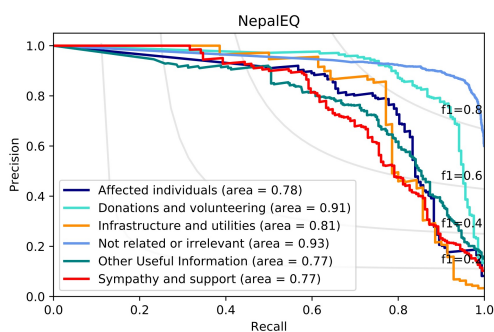 NepalEQ
1.0
0.8
0.6
0.4
0.2
0.0
Precision
f1=0.8
f1=0.6
f1=0.4
Affected individuals (area = 0.78)
Donations and volunteering (area = 0.91)
Infrastructure and utilities (area = 0.81)
Not related or irrelevant (area = 0.93)
Other Useful Information (area = 0.77)
Sympathy and support (area = 0.77)
0.0 0.2 0.4 0.6 0.8 1.0
Recall